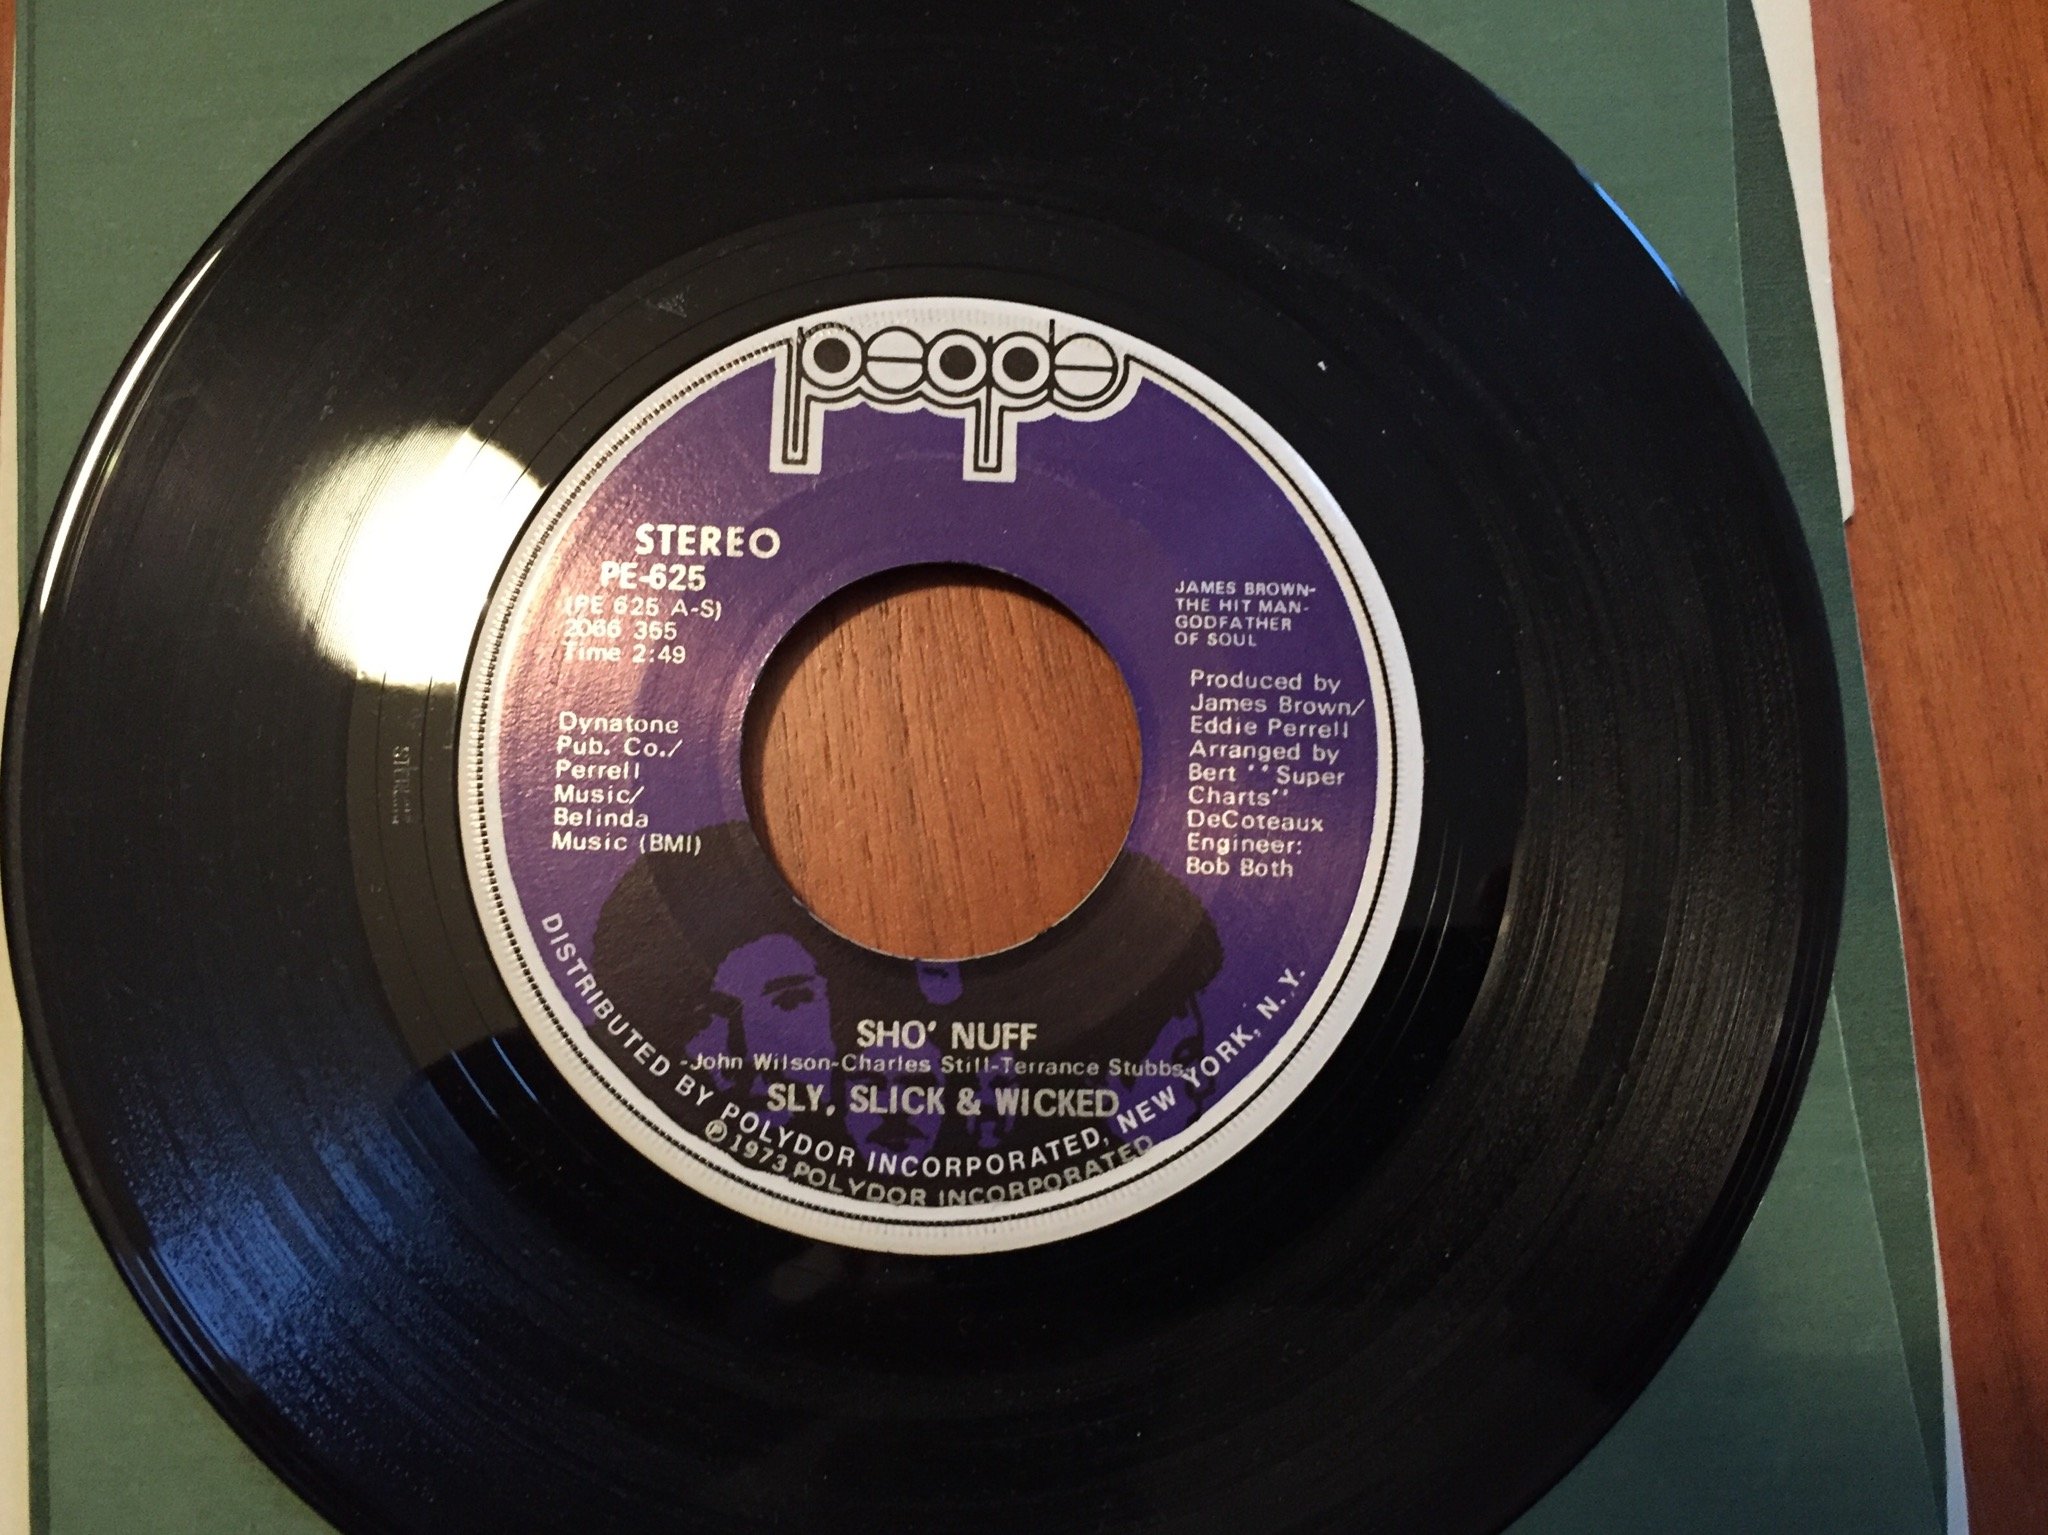 people
STEREO
PE-625
(PE 625 A-S)
2066 365
Time 2:49
Dynatone
Pub. Co./
Perrell
Music/
Belinda
Music (BMI)
JAMES BROWN-
THE HIT MAN-
GODFATHER
OF SOUL
Produced by
James Brown/
Eddie Perrell
Arranged by
Bert "Super
Charts"
DeCoteaux
Engineer:
Bob Both
SHO' NUFF
-John Wilson-Charles Still-Terrance Stubbs-
SLY, SLICK & WICKED
DISTRIBUTED BY POLYDOR INCORPORATED, NEW YORK, N.Y.
℗ 1973 POLYDOR INCORPORATED